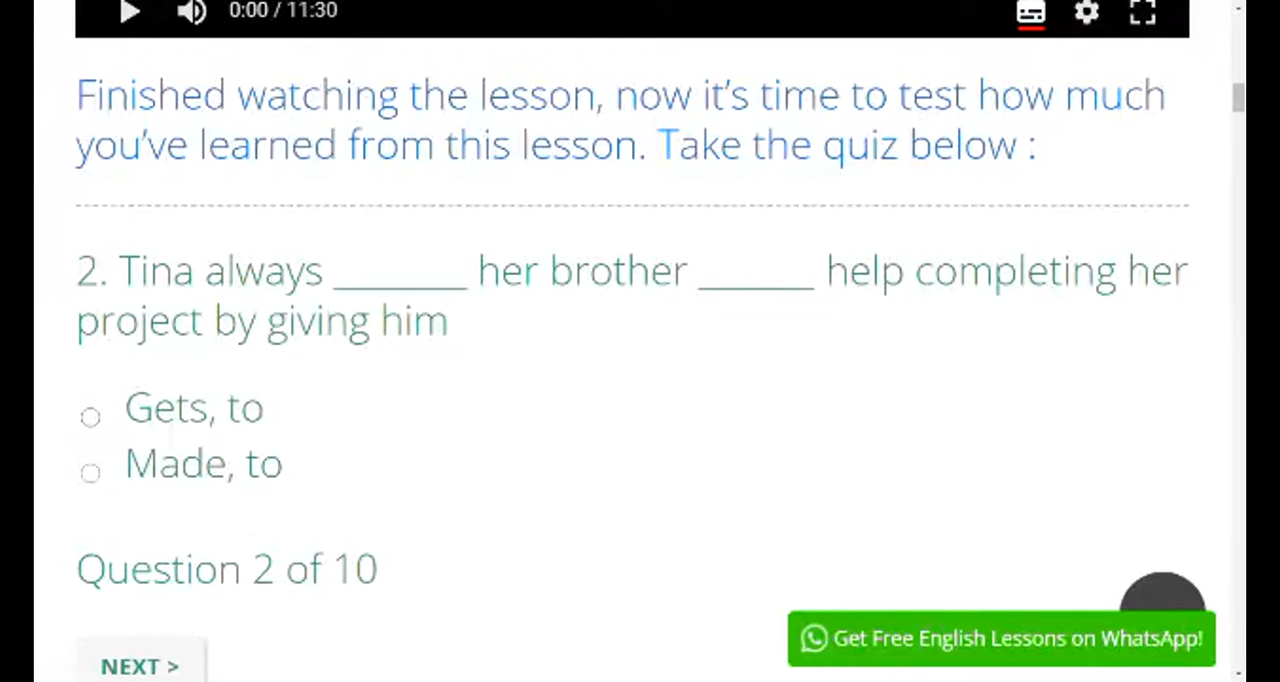 0:00 / 11:30
Finished watching the lesson, now it's time to test how much
you've learned from this lesson. Take the quiz below :
2. Tina always _______ her brother ______ help completing her
project by giving him
Gets, to
Made, to
Question 2 of 10
Get Free English Lessons on WhatsApp!
NEXT >